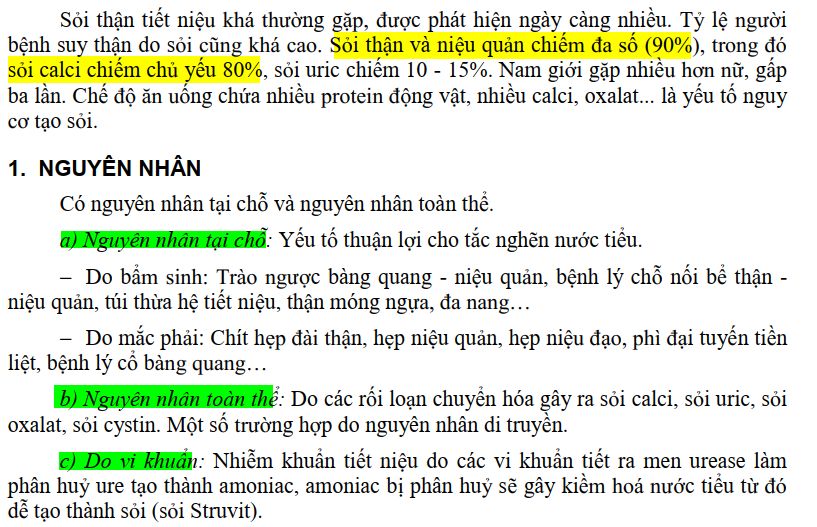 Sỏi thận tiết niệu khá thường gặp, được phát hiện ngày càng nhiều. Tỷ lệ người
bệnh suy thận do sỏi cũng khá cao. Sỏi thận và niệu quản chiếm đa số (90%), trong đó
sỏi calci chiếm chủ yếu 80%, sỏi uric chiếm 10 - 15%. Nam giới gặp nhiều hơn nữ, gấp
ba lần. Chế độ ăn uống chứa nhiều protein động vật, nhiều calci, oxalat... là yếu tố nguy
cơ tạo sỏi.
1. NGUYÊN NHÂN
Có nguyên nhân tại chỗ và nguyên nhân toàn thể.
a) Nguyên nhân tại chỗ: Yếu tố thuận lợi cho tắc nghẽn nước tiểu.
– Do bẩm sinh: Trào ngược bàng quang - niệu quản, bệnh lý chỗ nối bể thận -
niệu quản, túi thừa hệ tiết niệu, thận móng ngựa, đa nang…
– Do mắc phải: Chít hẹp đài thận, hẹp niệu quản, hẹp niệu đạo, phì đại tuyến tiền
liệt, bệnh lý cổ bàng quang…
b) Nguyên nhân toàn thể: Do các rối loạn chuyển hóa gây ra sỏi calci, sỏi uric, sỏi
oxalat, sỏi cystin. Một số trường hợp do nguyên nhân di truyền.
c) Do vi khuẩn: Nhiễm khuẩn tiết niệu do các vi khuẩn tiết ra men urease làm
phân huỷ ure tạo thành amoniac, amoniac bị phân huỷ sẽ gây kiềm hoá nước tiểu từ đó
dễ tạo thành sỏi (sỏi Struvit).